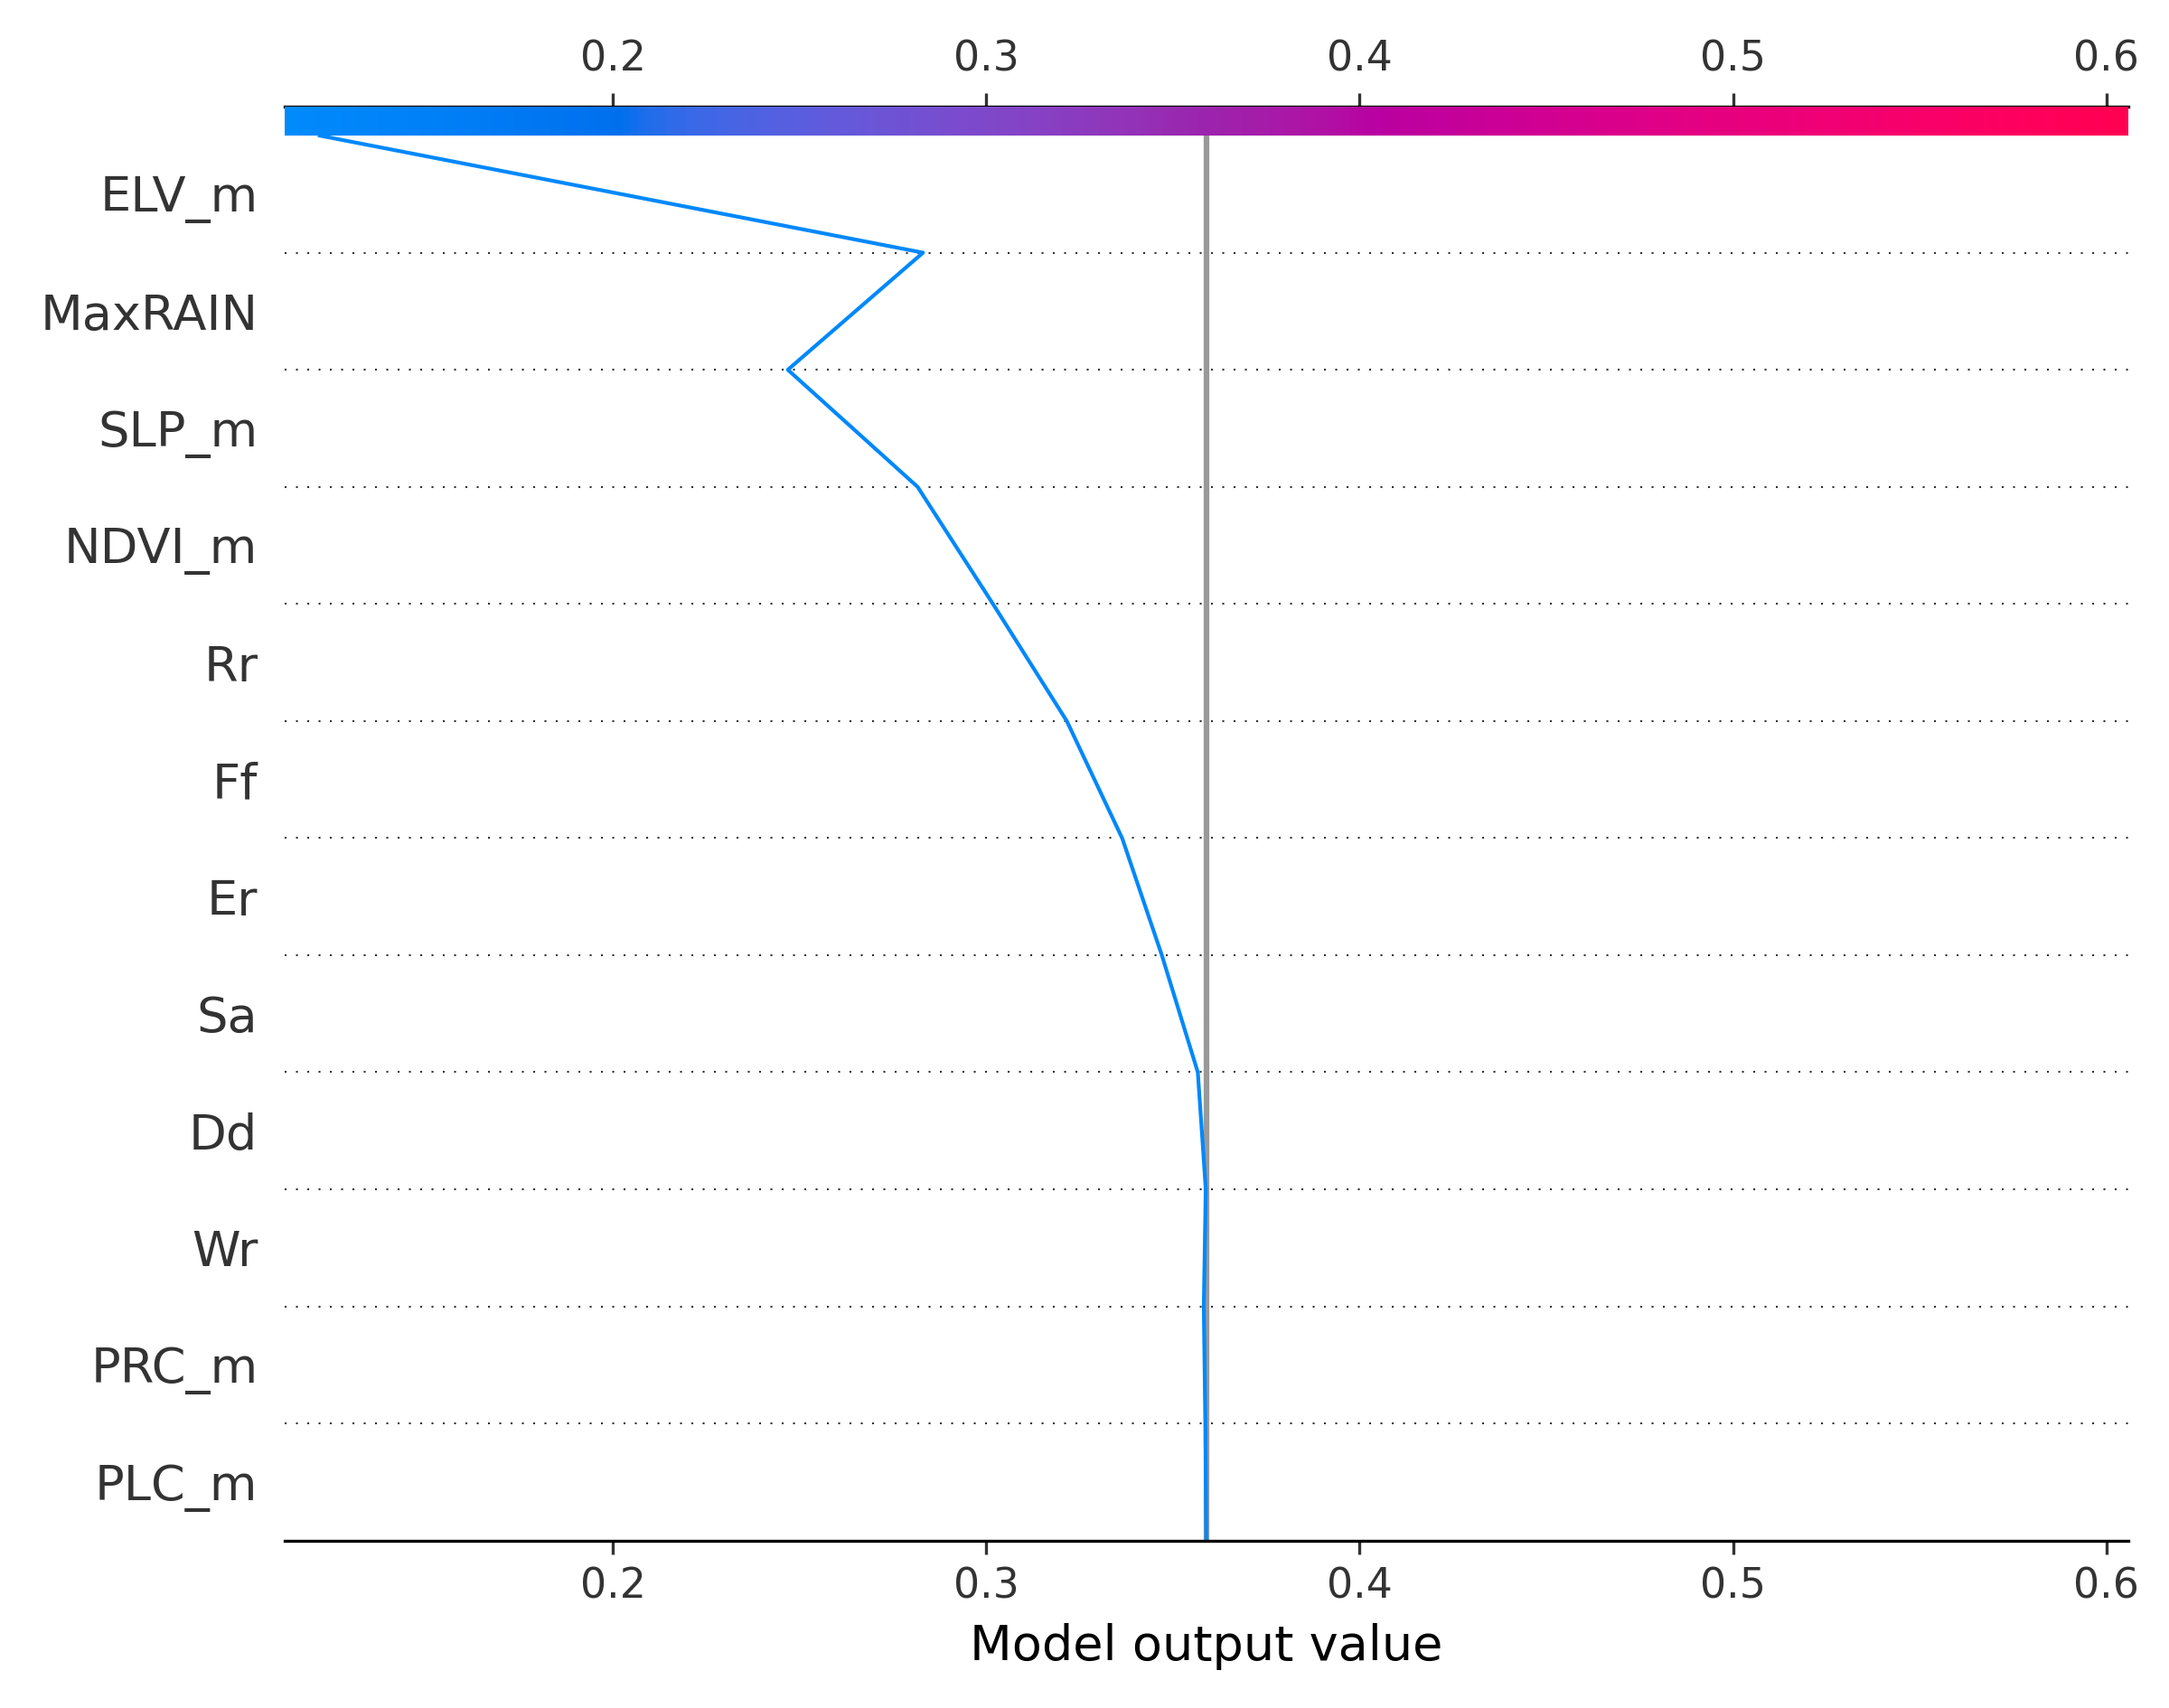 0.2 0.3 0.4 0.5 0.6
ELV_m
MaxRAIN
SLP_m
NDVI_m
Rr
Ff
Er
Sa
Dd
Wr
PRC_m
PLC_m
0.2 0.3 0.4 0.5 0.6
Model output value